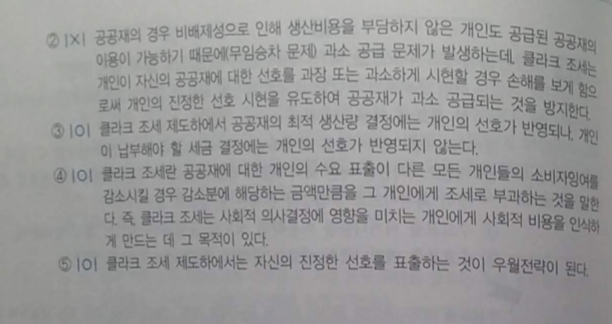 ② |×| 공공재의 경우 비배제성으로 인해 생산비용을 부담하지 않은 개인도 공급된 공공재의
이용이 가능하기 때문에(무임승차 문제) 과소 공급 문제가 발생하는데, 클라크 조세는
개인이 자신의 공공재에 대한 선호를 과장 또는 과소하게 시현할 경우 손해를 보게 함으
로써 개인의 진정한 선호 시현을 유도하여 공공재가 과소 공급되는 것을 방지한다.
③ |○| 클라크 조세 제도하에서 공공재의 최적 생산량 결정에는 개인의 선호가 반영되나, 개인
이 납부해야 할 세금 결정에는 개인의 선호가 반영되지 않는다.
④ |○| 클라크 조세란 공공재에 대한 개인의 수요 표출이 다른 모든 개인들의 소비자잉여를
감소시킬 경우 감소분에 해당하는 금액만큼을 그 개인에게 조세로 부과하는 것을 말한
다. 즉, 클라크 조세는 사회적 의사결정에 영향을 미치는 개인에게 사회적 비용을 인식하
게 만드는 데 그 목적이 있다.
⑤ |○| 클라크 조세 제도하에서는 자신의 진정한 선호를 표출하는 것이 우월전략이 된다.